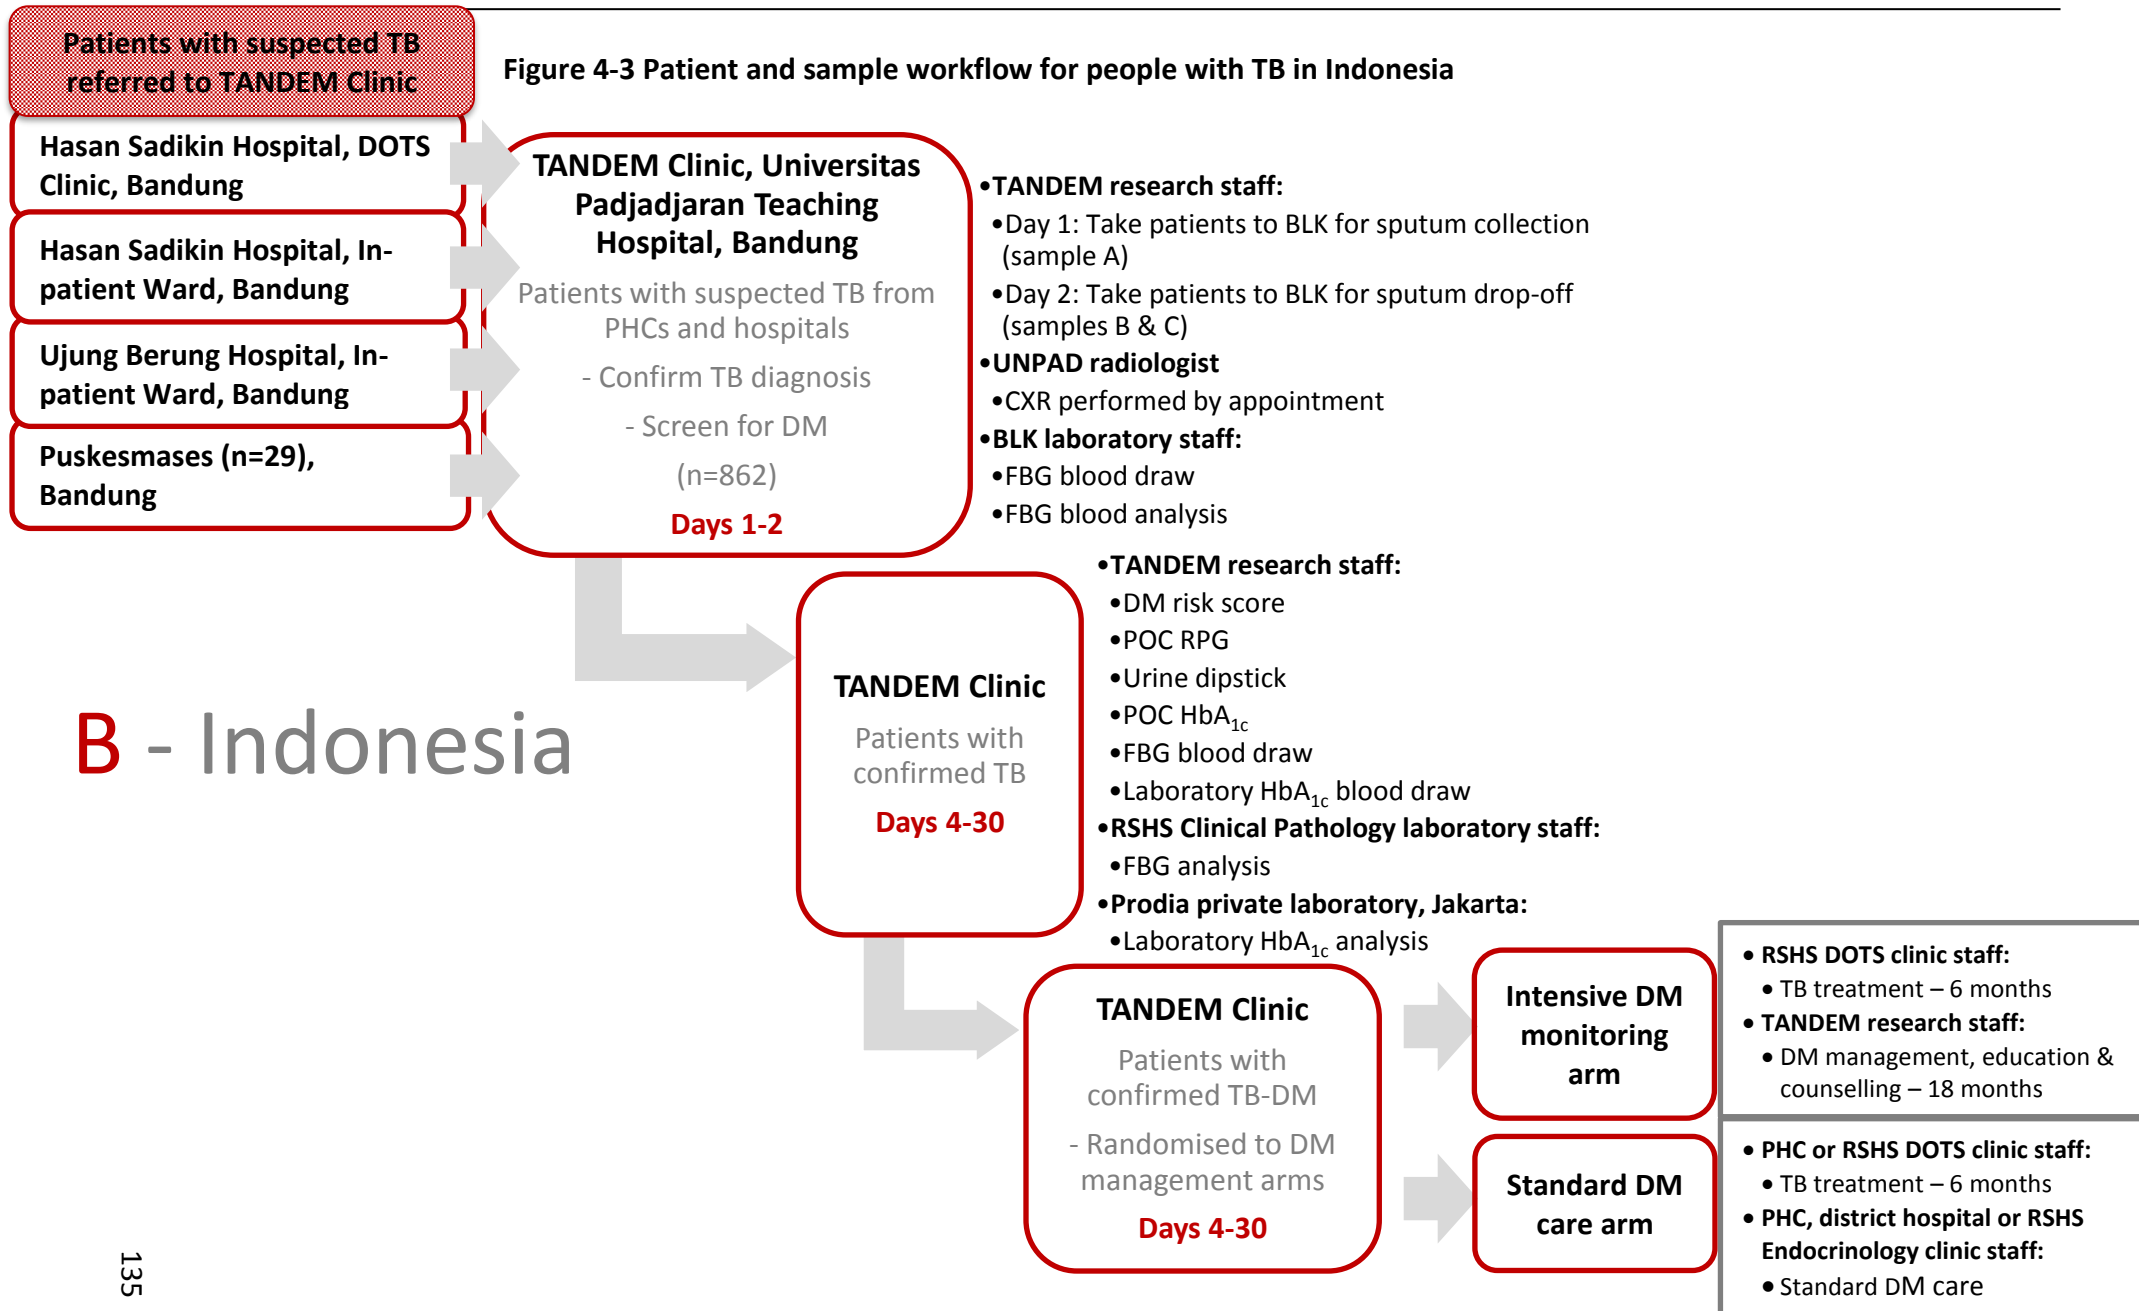 Patients with suspected TB
referred to TANDEM Clinic
Figure 4-3 Patient and sample workflow for people with TB in Indonesia
Hasan Sadikin Hospital, DOTS
Clinic, Bandung
Hasan Sadikin Hospital, In-
patient Ward, Bandung
Ujung Berung Hospital, In-
patient Ward, Bandung
Puskesmases (n=29),
Bandung
TANDEM Clinic, Universitas
Padjadjaran Teaching
Hospital, Bandung
Patients with suspected TB from
PHCs and hospitals
- Confirm TB diagnosis
- Screen for DM
(n=862)
Days 1-2
•TANDEM research staff:
•Day 1: Take patients to BLK for sputum collection
(sample A)
•Day 2: Take patients to BLK for sputum drop-off
(samples B & C)
•UNPAD radiologist
•CXR performed by appointment
•BLK laboratory staff:
•FBG blood draw
•FBG blood analysis
B - Indonesia
TANDEM Clinic
Patients with
confirmed TB
Days 4-30
•TANDEM research staff:
•DM risk score
•POC RPG
•Urine dipstick
•POC HbA1c
•FBG blood draw
•Laboratory HbA1c blood draw
•RSHS Clinical Pathology laboratory staff:
•FBG analysis
•Prodia private laboratory, Jakarta:
•Laboratory HbA1c analysis
TANDEM Clinic
Patients with
confirmed TB-DM
- Randomised to DM
management arms
Days 4-30
Intensive DM
monitoring
arm
• RSHS DOTS clinic staff:
• TB treatment – 6 months
• TANDEM research staff:
• DM management, education &
counselling – 18 months
Standard DM
care arm
• PHC or RSHS DOTS clinic staff:
• TB treatment – 6 months
• PHC, district hospital or RSHS
Endocrinology clinic staff:
• Standard DM care
135